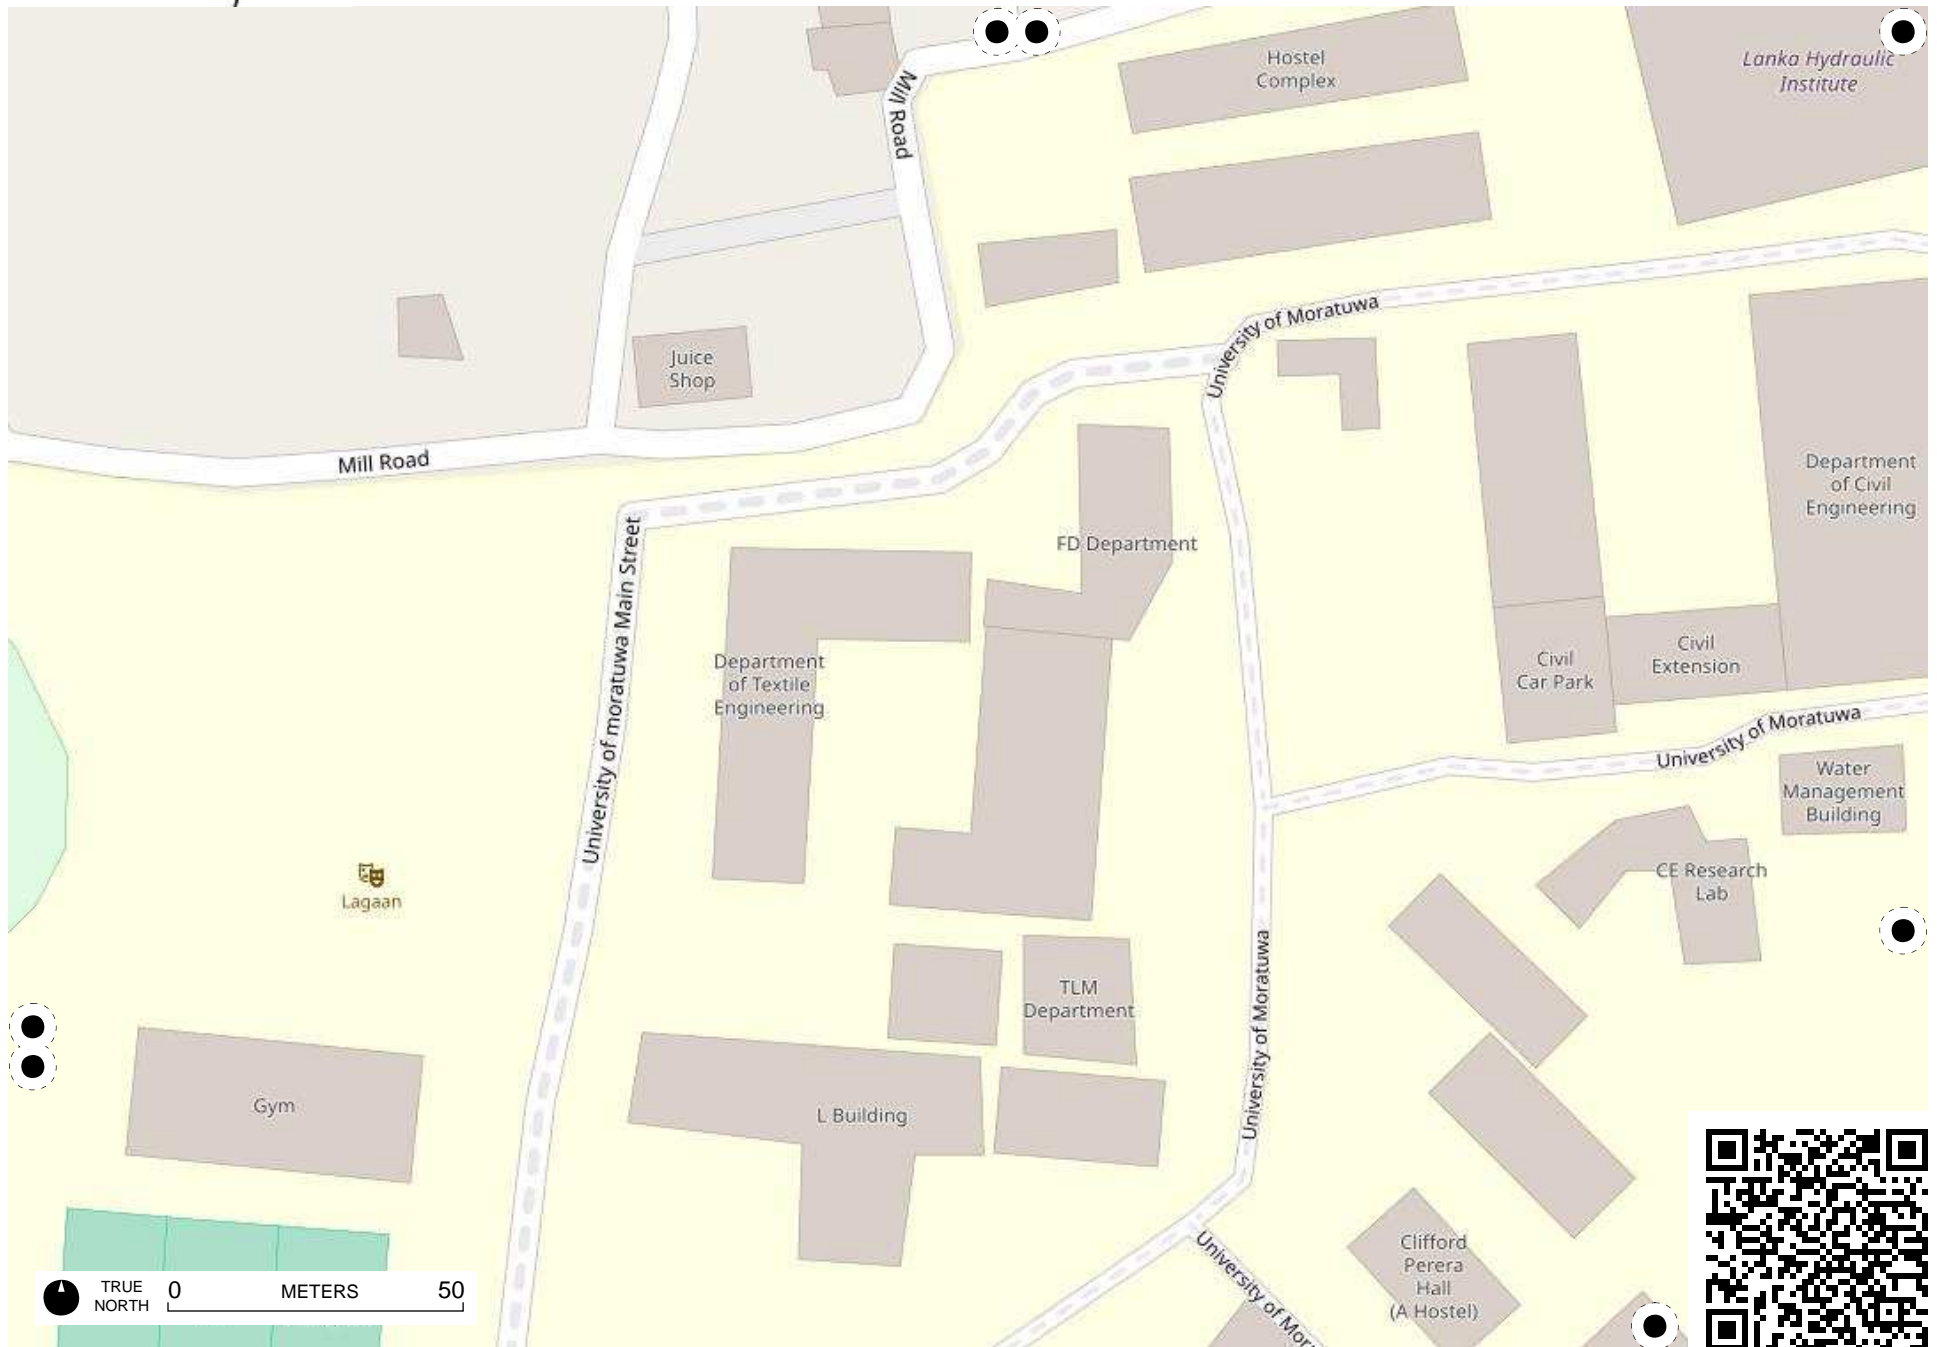 Hostel
Complex
Lanka Hydraulic
Institute
Mill Road
University of Moratuwa
Juice
Shop
Mill Road
Department
of Civil
Engineering
FD Department
University of moratuwa Main Street
Department
of Textile
Engineering
Civil
Car Park
Civil
Extension
University of Moratuwa
Water
Management
Building
CE Research
Lab
Lagaan
TLM
Department
University of Moratuwa
Gym
L Building
University of Mor
Clifford
Perera
Hall
(A Hostel)
TRUE
NORTH
0 METERS 50